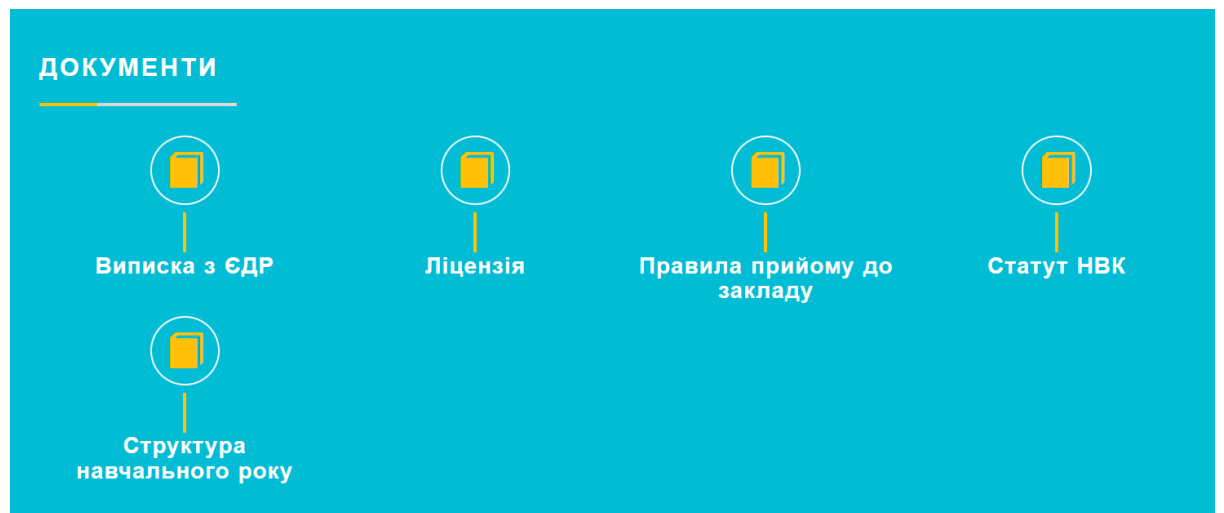 ДОКУМЕНТИ
Виписка з ЄДР
Ліцензія
Правила прийому до
закладу
Статут НВК
Структура
навчального року